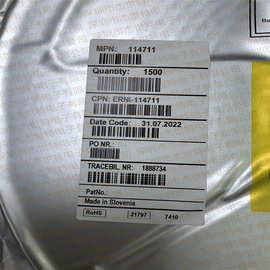 MPN: 114711
Quantity: 1500
CPN: ERNI-114711
Date Code: 31.07.2022
PO NR.:
TRACEBIL. NR: 1888734
PatNo.:
Made in Slovenia
RoHS 21797 7410